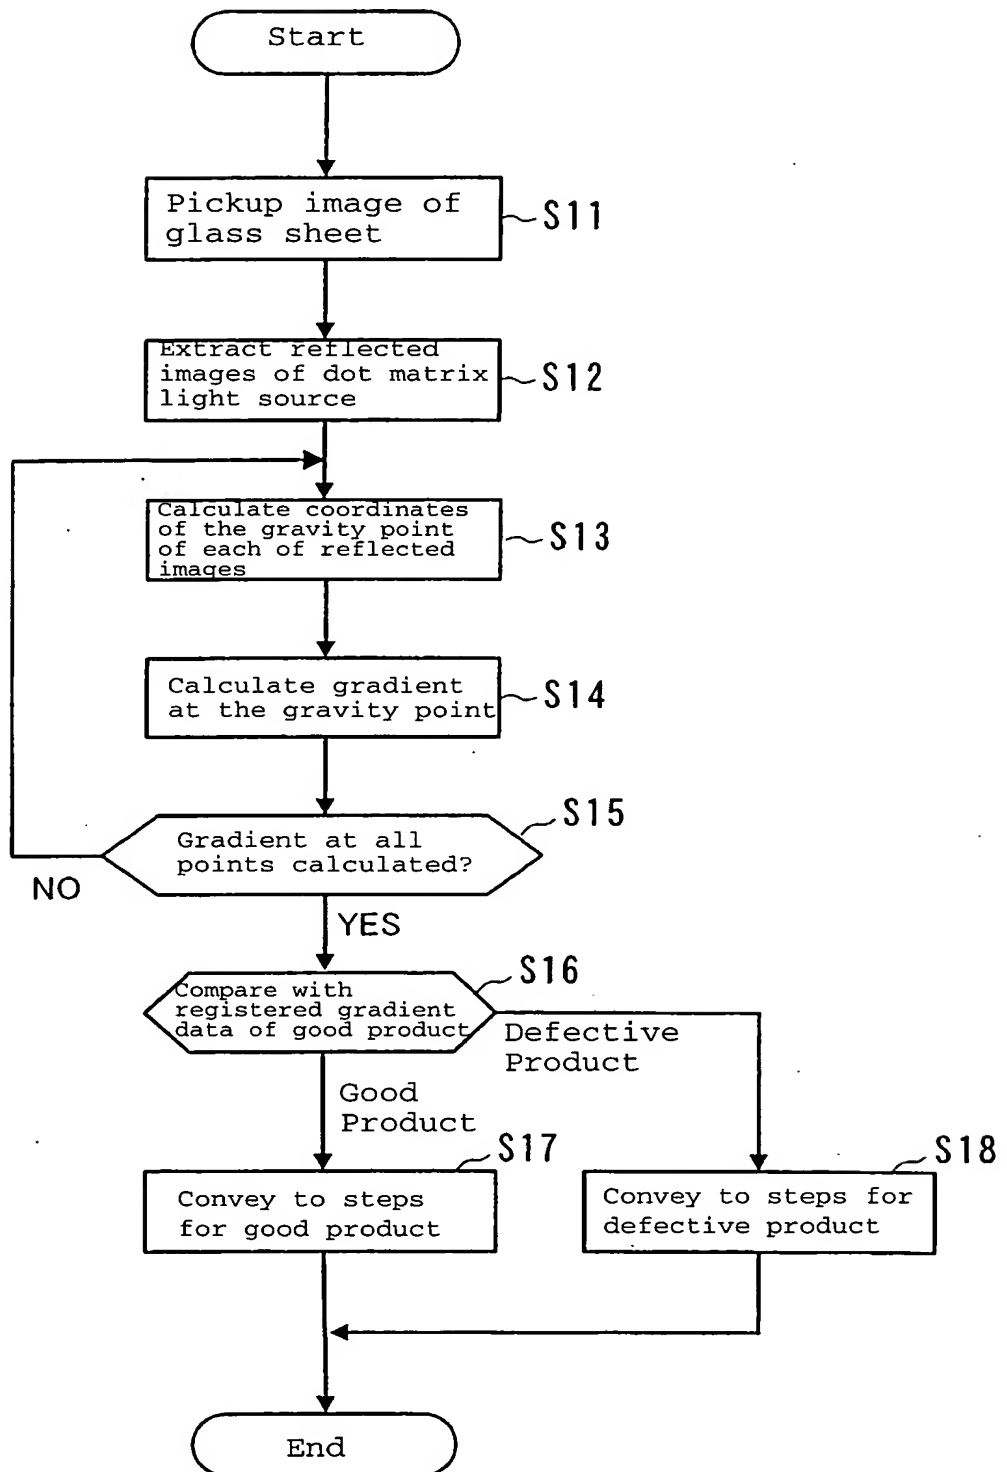 Start
Pickup image of
glass sheet
S11
Extract reflected
images of dot matrix
light source
S12
Calculate coordinates
of the gravity point
of each of reflected
images
S13
Calculate gradient
at the gravity point
S14
S15
Gradient at all
points calculated?
NO
YES
S16
Compare with
registered gradient
data of good product
Defective
Product
Good
Product
S17
S18
Convey to steps
for good product
Convey to steps for
defective product
End